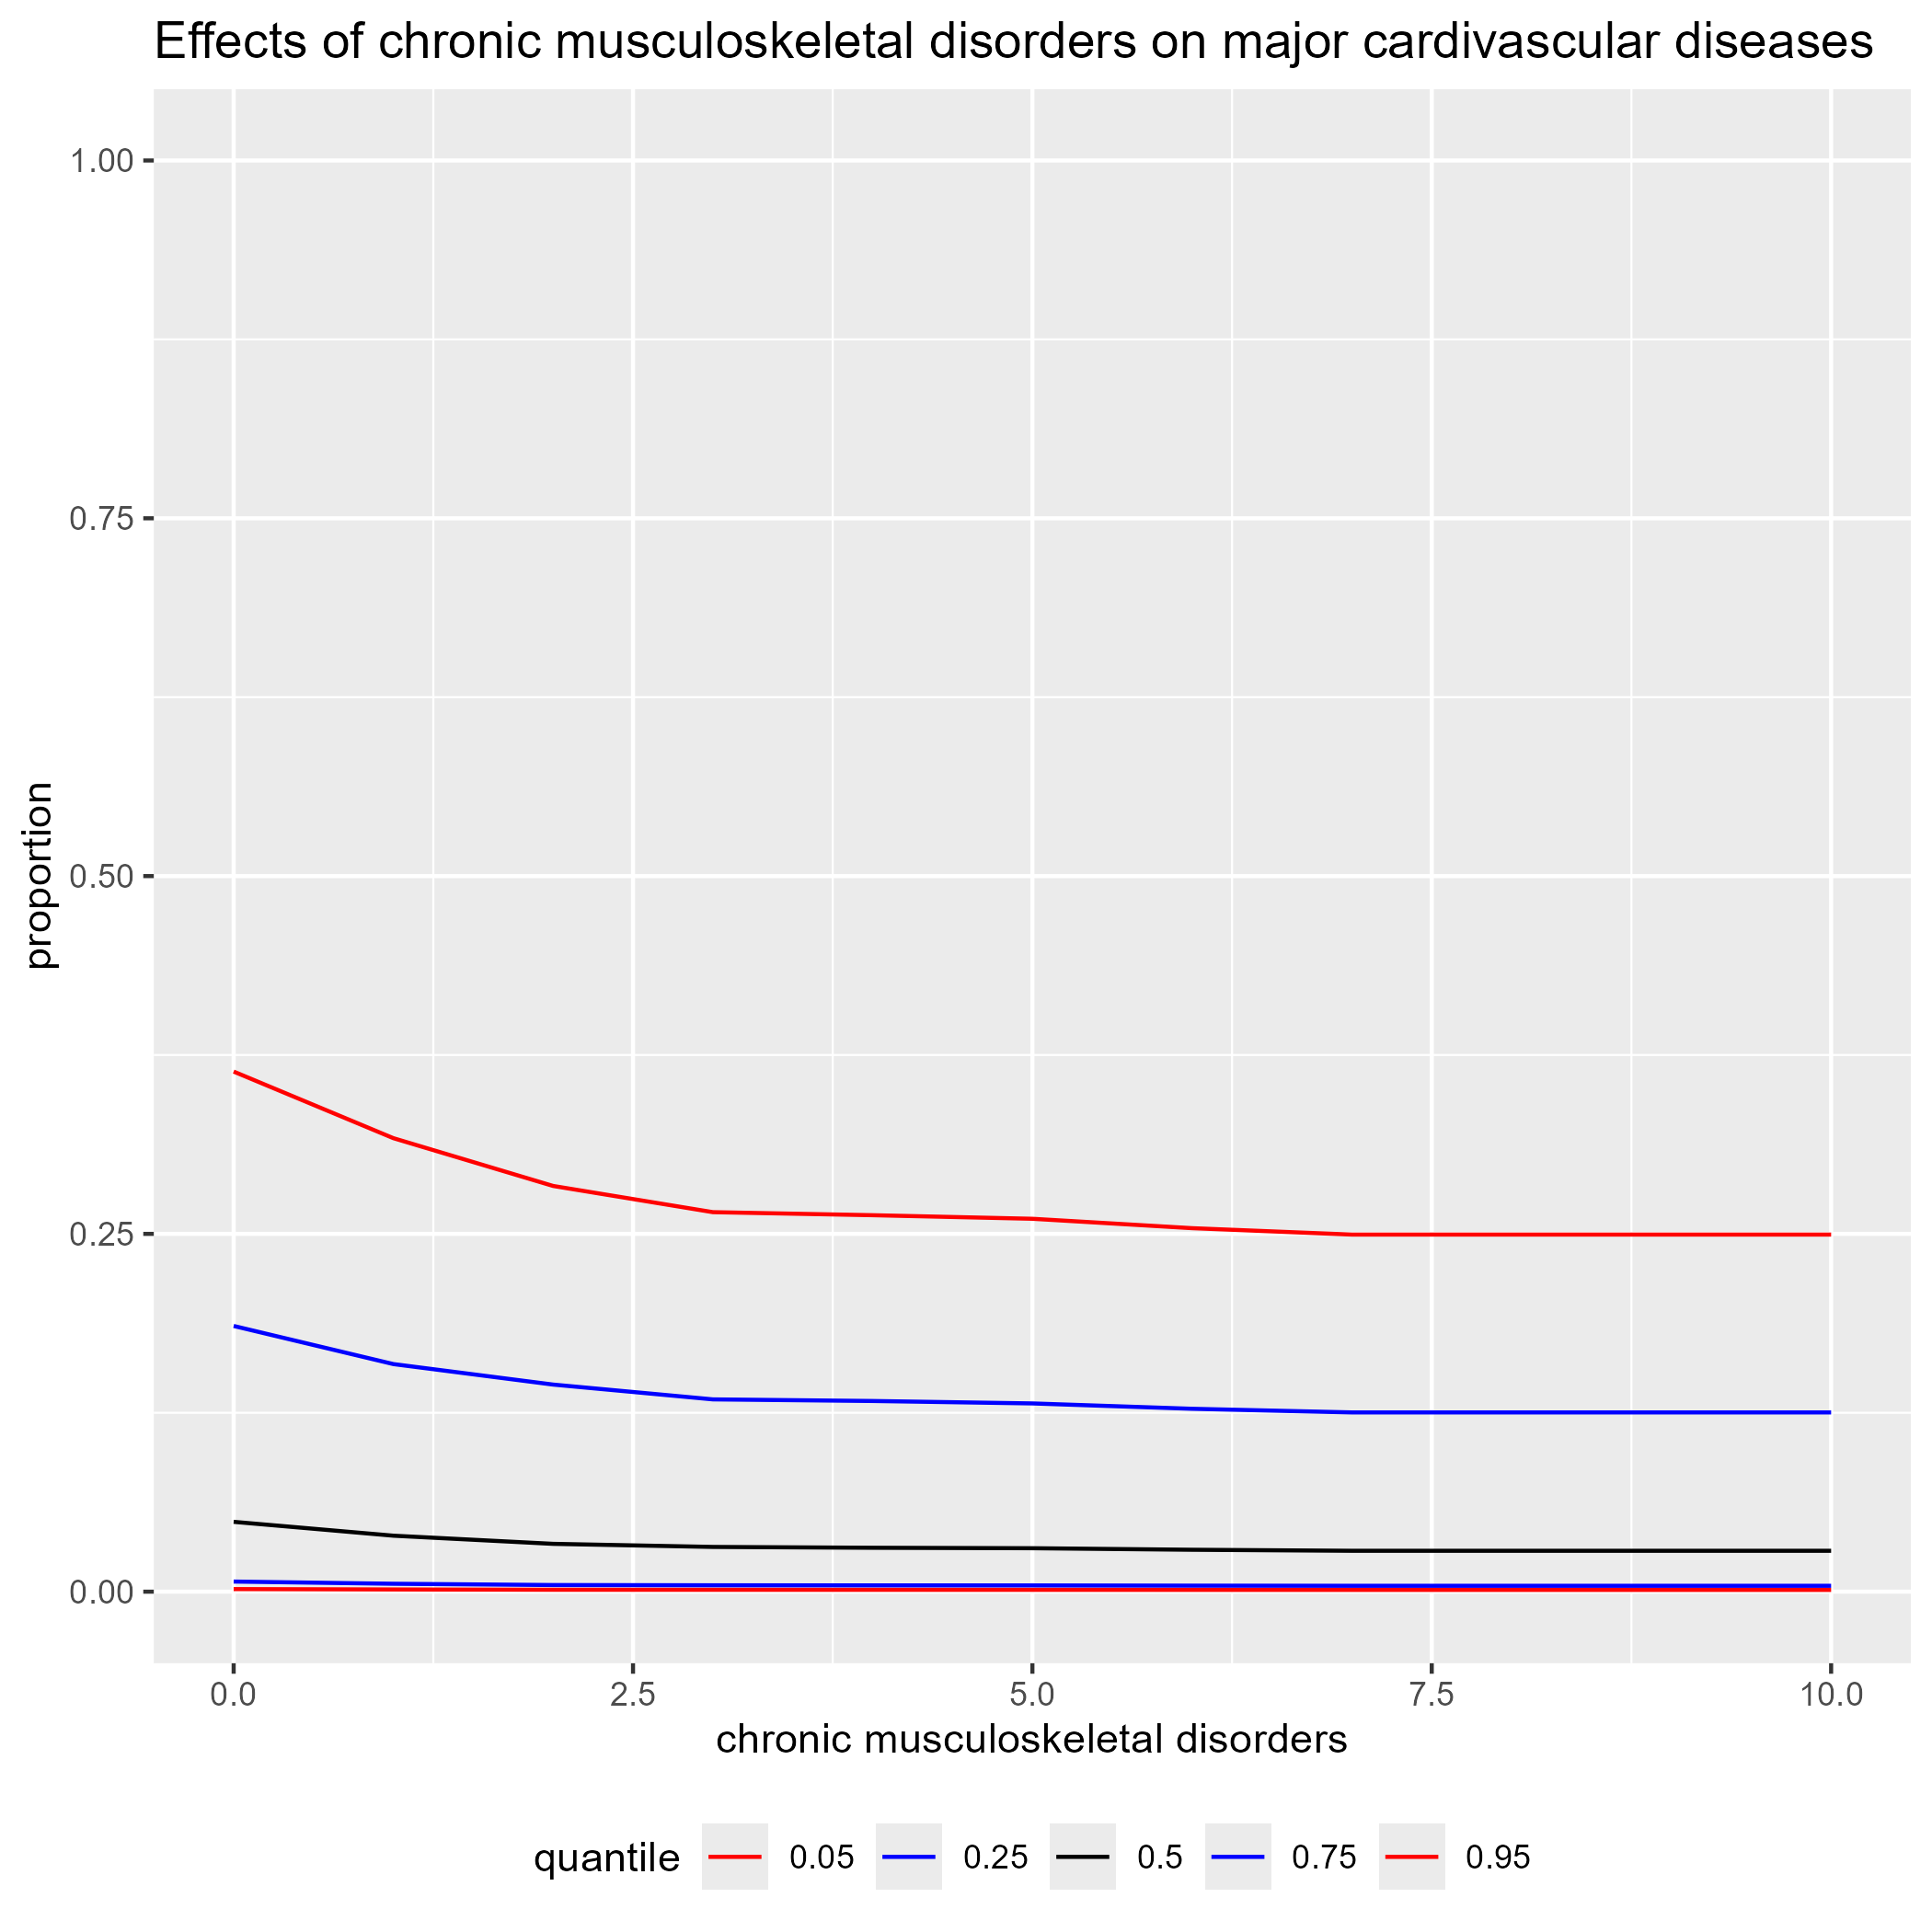 Effects of chronic musculoskeletal disorders on major cardivascular diseases
1.00
0.75
0.50
0.25
0.00
proportion
0.0 2.5 5.0 7.5 10.0
chronic musculoskeletal disorders
quantile 0.05 0.25 0.5 0.75 0.95